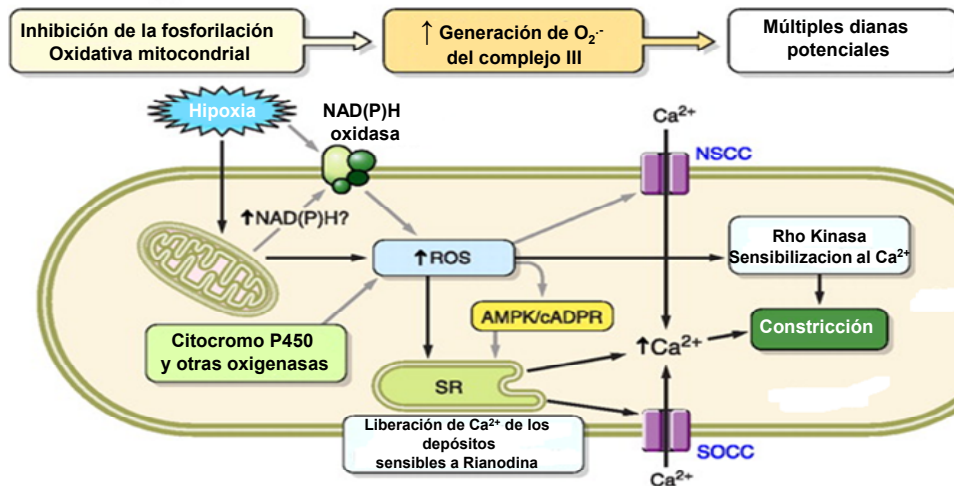 Inhibición de la fosforilación
Oxidativa mitocondrial
↑ Generación de O₂·-
del complejo III
Múltiples dianas
potenciales
Hipoxia
NAD(P)H
oxidasa
Ca²⁺
NSCC
↑NAD(P)H?
↑ROS
Rho Kinasa
Sensibilizacion al Ca²⁺
AMPK/cADPR
Citocromo P450
y otras oxigenasas
↑Ca²⁺
Constricción
SR
Liberación de Ca²⁺ de los
depósitos
sensibles a Rianodina
SOCC
Ca²⁺